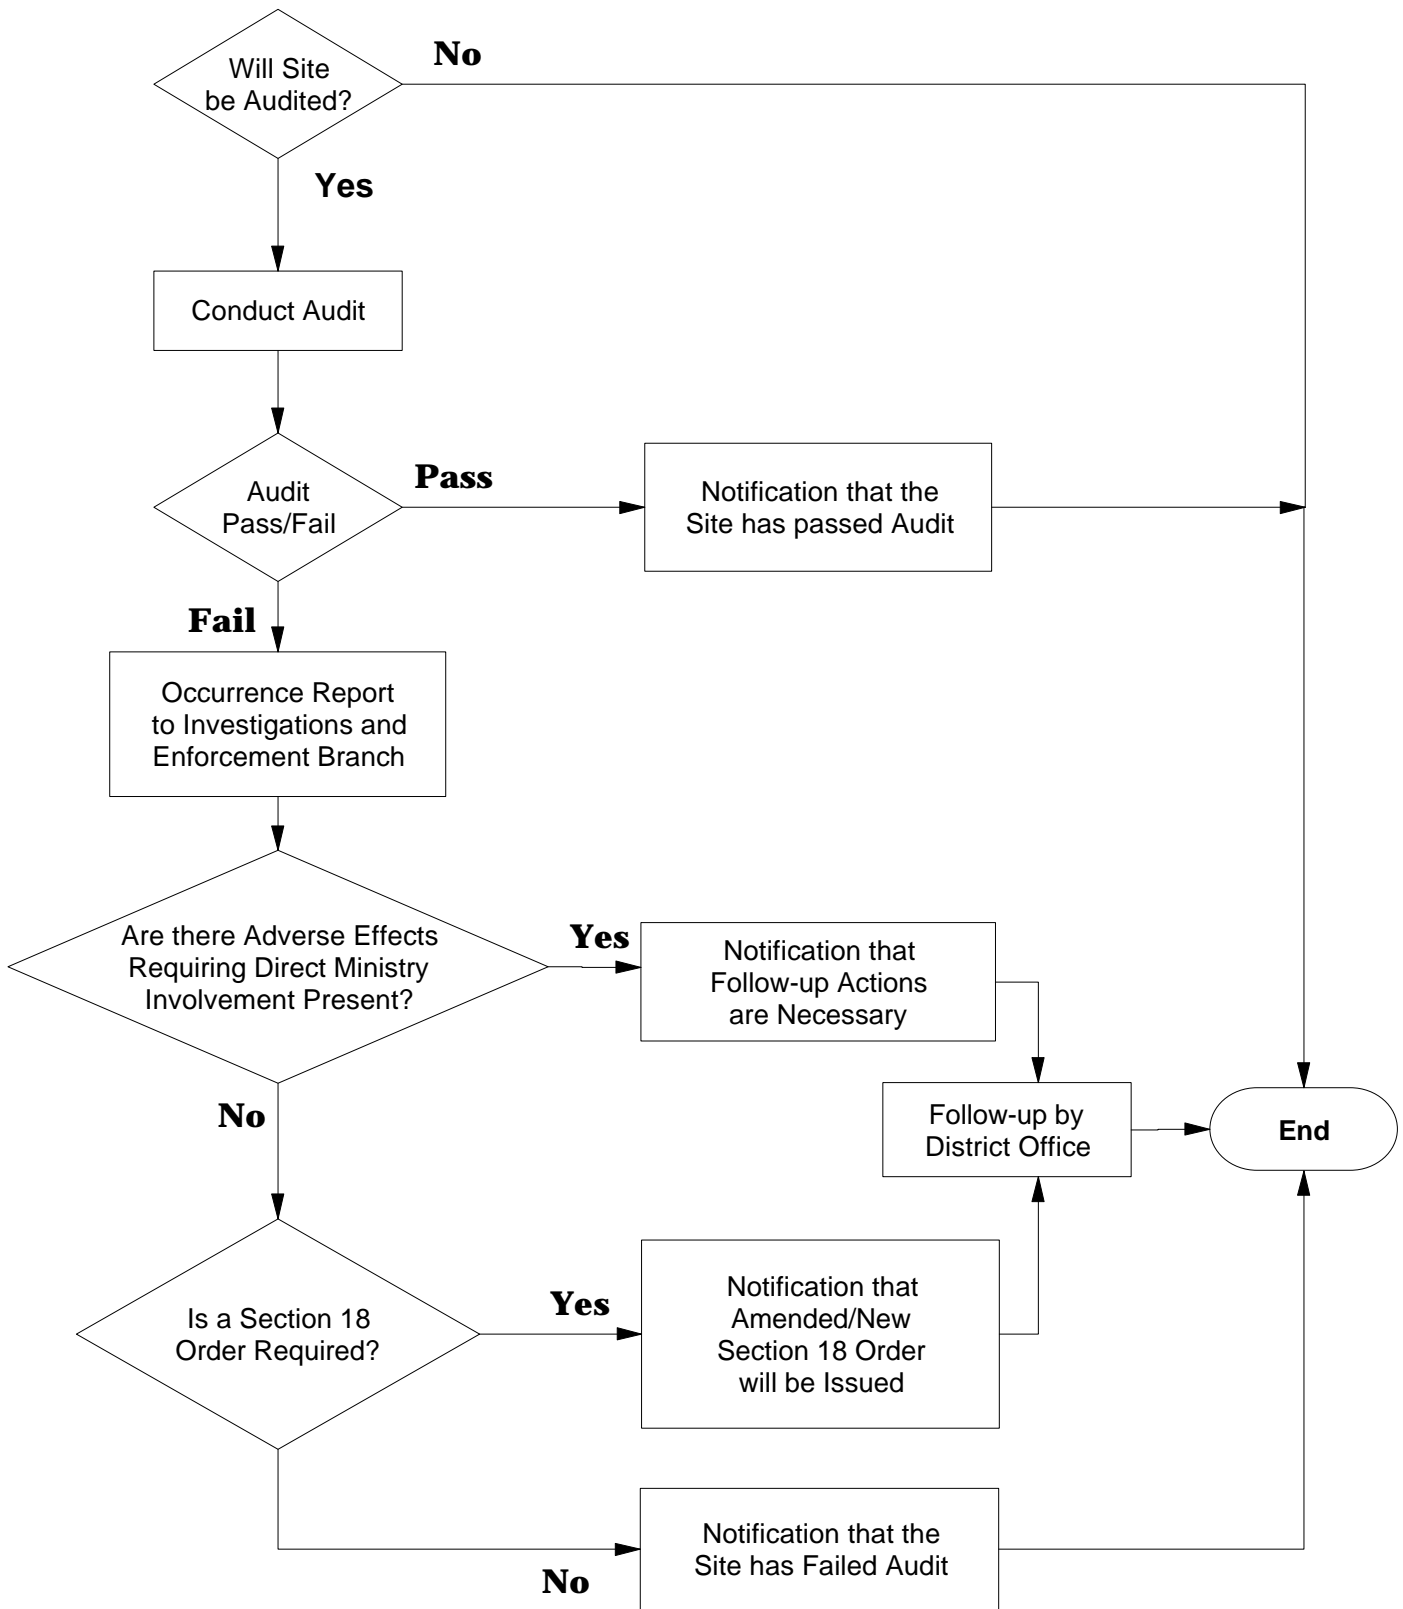 Will Site
be Audited?
No
Yes
Conduct Audit
Audit
Pass/Fail
Pass
Notification that the
Site has passed Audit
Fail
Occurrence Report
to Investigations and
Enforcement Branch
Are there Adverse Effects
Requiring Direct Ministry
Involvement Present?
Yes
Notification that
Follow-up Actions
are Necessary
No
Follow-up by
District Office
End
Is a Section 18
Order Required?
Yes
Notification that
Amended/New
Section 18 Order
will be Issued
No
Notification that the
Site has Failed Audit